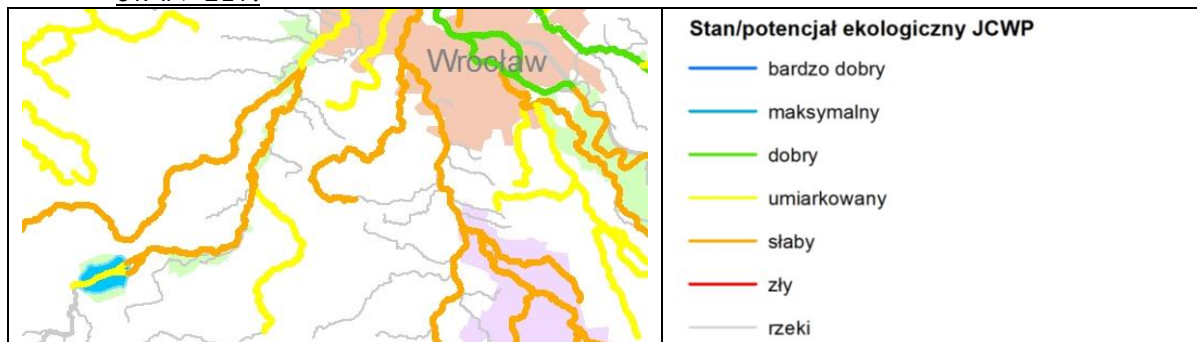 Wrocław
Stan/potencjał ekologiczny JCWP
bardzo dobry
maksymalny
dobry
umiarkowany
słaby
zły
rzeki